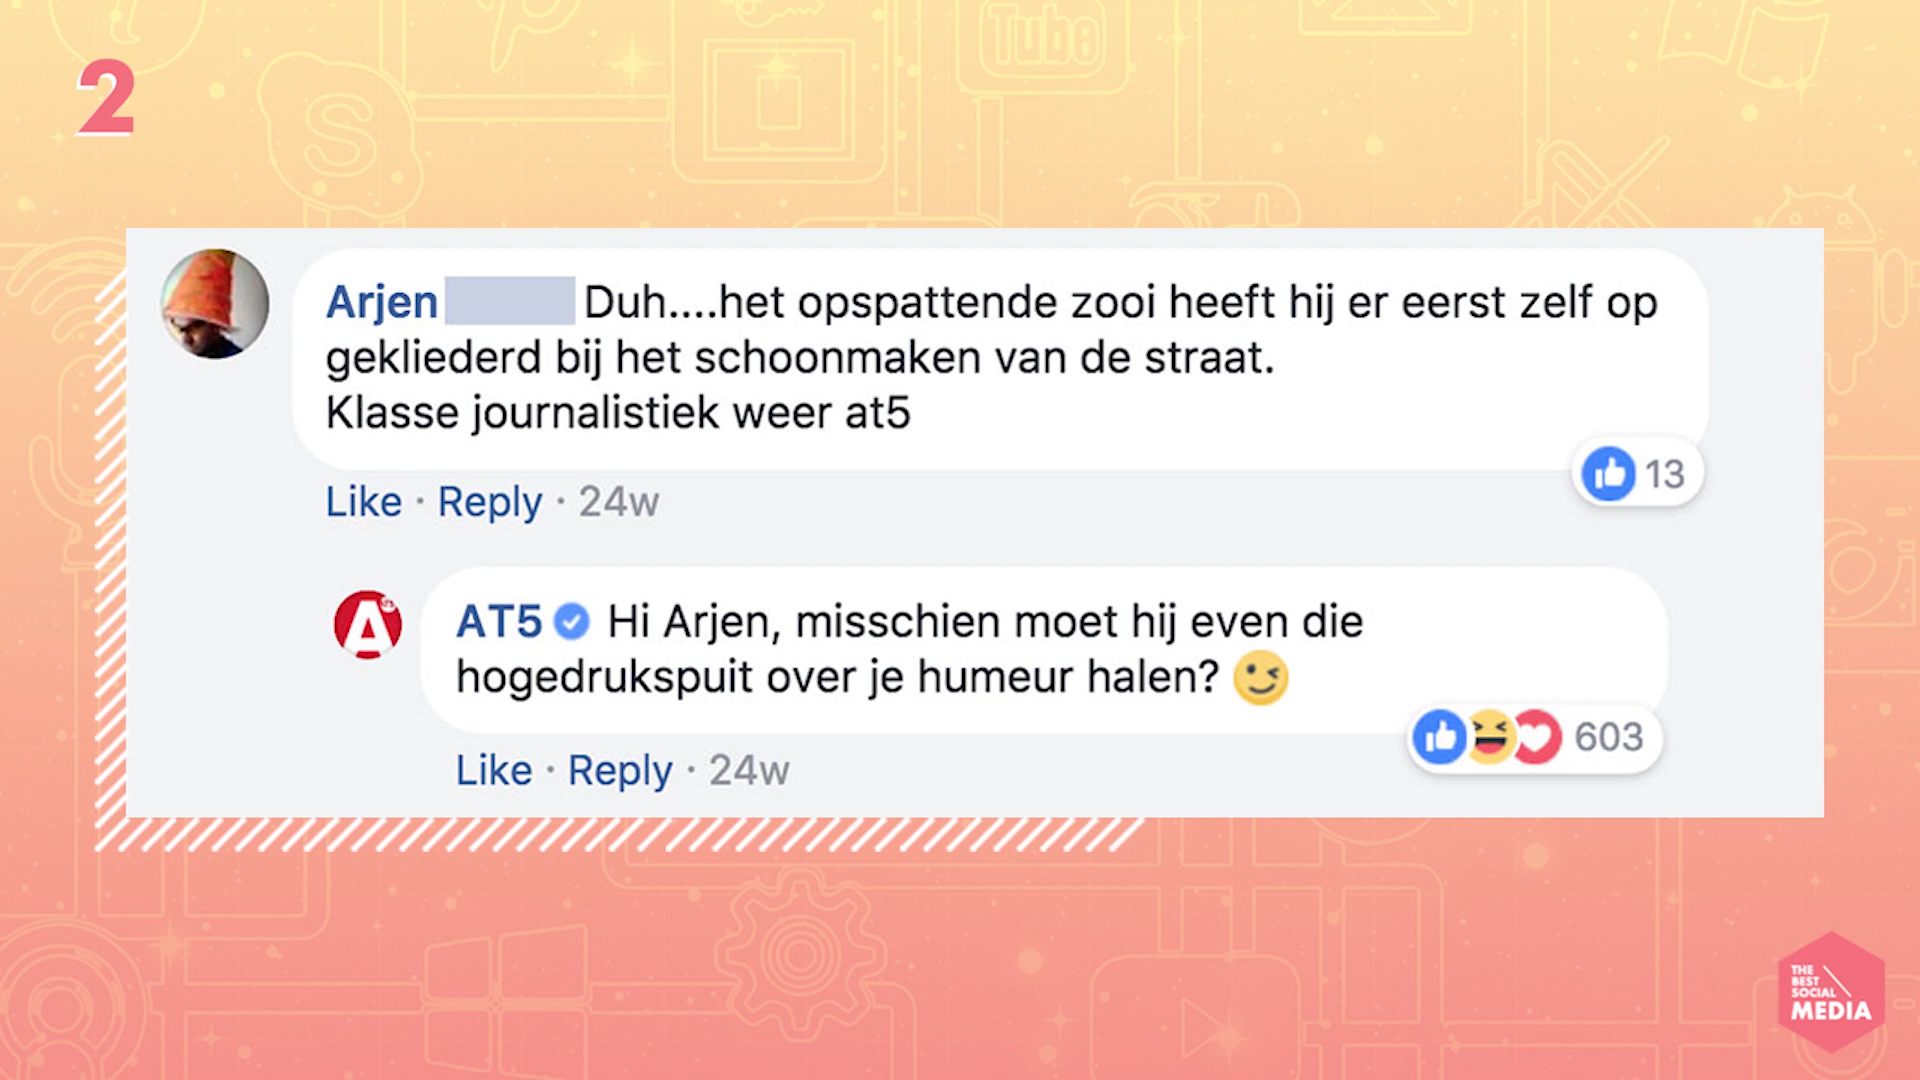 Tube
2
S
Arjen Duh....het opspattende zooi heeft hij er eerst zelf op
gekliederd bij het schoonmaken van de straat.
Klasse journalistiek weer at5
13
Like · Reply · 24w
A
AT5 Hi Arjen, misschien moet hij even die
hogedrukspuit over je humeur halen? 😉
603
Like · Reply · 24w
THE
BEST
SOCIAL
MEDIA